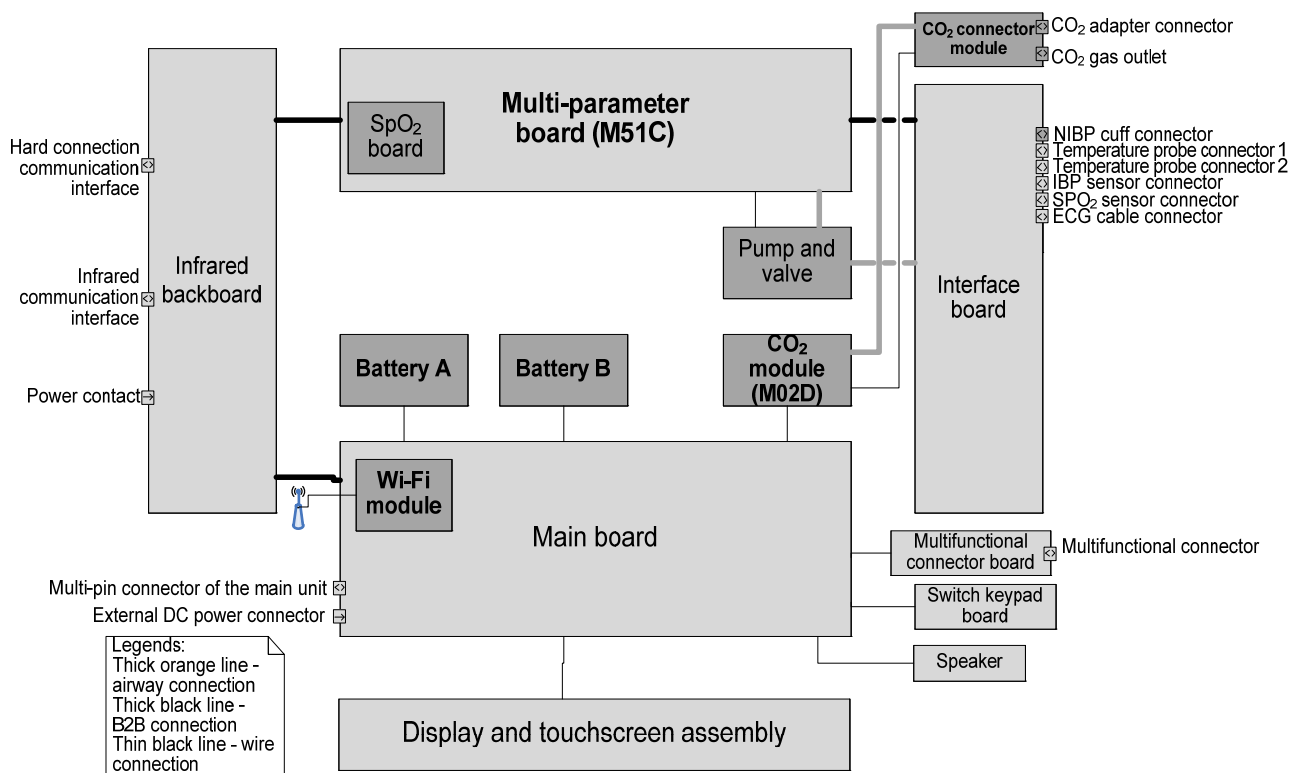 CO₂ connector
module
CO₂ adapter connector
CO₂ gas outlet
Multi-parameter
board (M51C)
SpO₂
board
Hard connection
communication
interface
NIBP cuff connector
Temperature probe connector 1
Temperature probe connector 2
IBP sensor connector
SPO₂ sensor connector
ECG cable connector
Infrared
backboard
Pump and
valve
Interface
board
Infrared
communication
interface
Battery A
Battery B
CO₂
module
(M02D)
Power contact
Wi-Fi
module
Main board
Multifunctional
connector board
Multifunctional connector
Multi-pin connector of the main unit
External DC power connector
Switch keypad
board
Speaker
Legends:
Thick orange line -
airway connection
Thick black line -
B2B connection
Thin black line - wire
connection
Display and touchscreen assembly